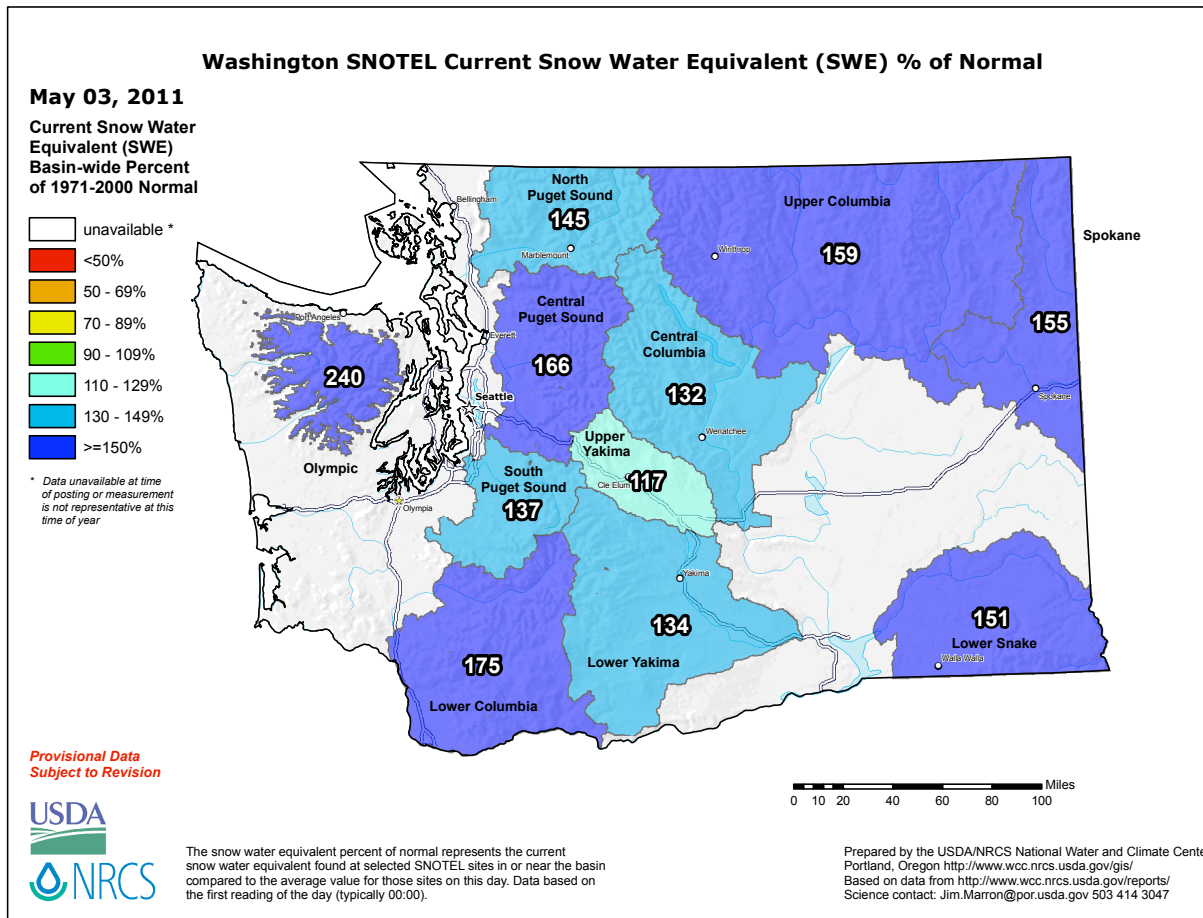 Washington SNOTEL Current Snow Water Equivalent (SWE) % of Normal
May 03, 2011
Current Snow Water
Equivalent (SWE)
Basin-wide Percent
of 1971-2000 Normal
unavailable *
<50%
50 - 69%
70 - 89%
90 - 109%
110 - 129%
130 - 149%
>=150%
* Data unavailable at time
of posting or measurement
is not representative at this
time of year
North
Puget Sound
145
Bellingham
Marblemount
Upper Columbia
159
Winthrop
Spokane
155
Spokane
Central
Puget Sound
166
Everett
Central
Columbia
132
Wenatchee
Port Angeles
240
Olympic
Seattle
Upper
Yakima
117
Cle Elum
South
Puget Sound
137
Olympia
Yakima
134
Lower Yakima
175
Lower Columbia
151
Lower Snake
Walla Walla
Provisional Data
Subject to Revision
USDA
NRCS
Miles
0 10 20 40 60 80 100
The snow water equivalent percent of normal represents the current
snow water equivalent found at selected SNOTEL sites in or near the basin
compared to the average value for those sites on this day. Data based on
the first reading of the day (typically 00:00).
Prepared by the USDA/NRCS National Water and Climate Cente
Portland, Oregon http://www.wcc.nrcs.usda.gov/gis/
Based on data from http://www.wcc.nrcs.usda.gov/reports/
Science contact: Jim.Marron@por.usda.gov 503 414 3047